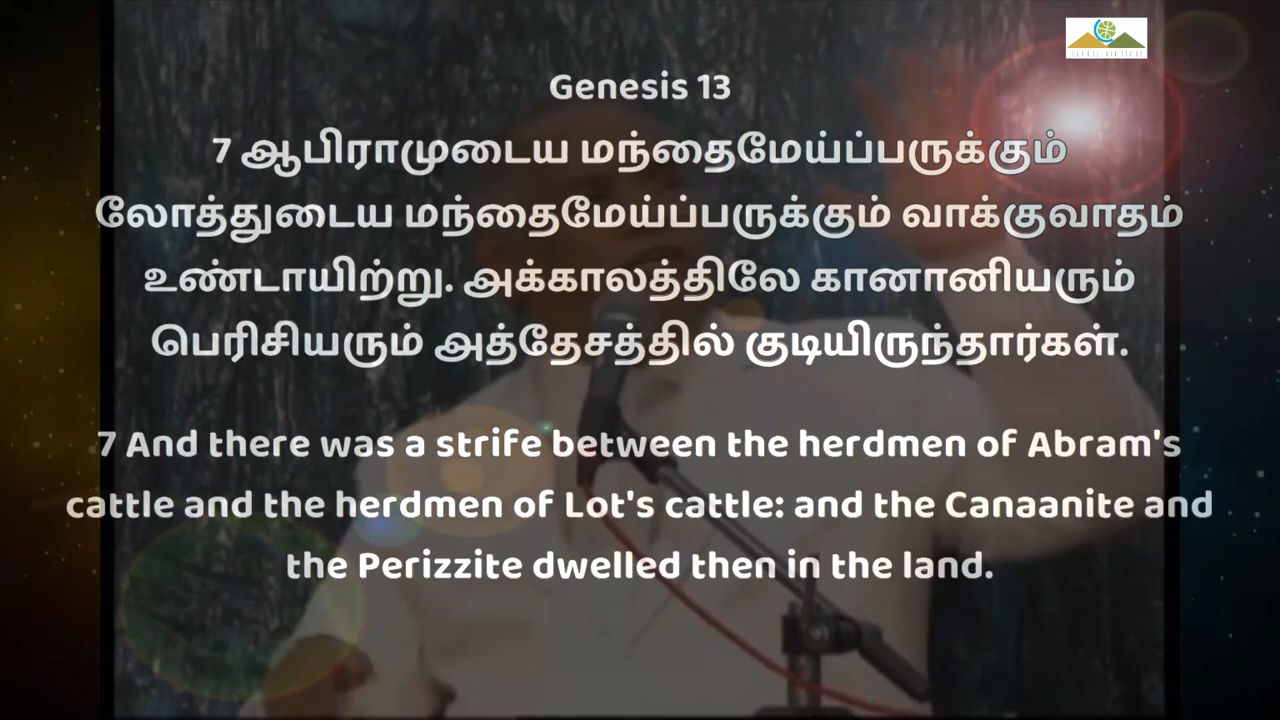 Genesis 13
7 ஆபிராமுடைய மந்தைமேய்ப்பருக்கும்
லோத்துடைய மந்தைமேய்ப்பருக்கும் வாக்குவாதம்
உண்டாயிற்று. அக்காலத்திலே கானானியரும்
பெரிசியரும் அத்தேசத்தில் குடியிருந்தார்கள்.
7 And there was a strife between the herdmen of Abram's
cattle and the herdmen of Lot's cattle: and the Canaanite and
the Perizzite dwelled then in the land.